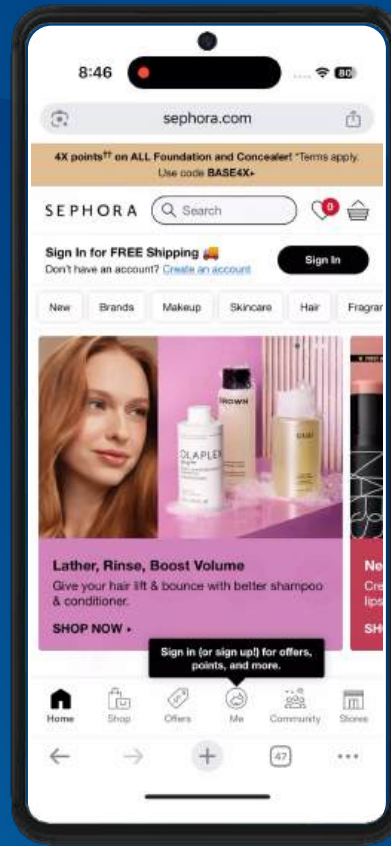 8:46
80
sephora.com
4X points†† on ALL Foundation and Concealer† *Terms apply.
Use code BASE4X▸
SEPHORA
Search
0
Sign In for FREE Shipping 🚚
Don't have an account? Create an account
Sign In
New
Brands
Makeup
Skincare
Hair
Fragran
OLAPLEX
NARS
Lather, Rinse, Boost Volume
Give your hair lift & bounce with better shampoo
& conditioner.
SHOP NOW ▸
Ne
Cre
lips
SH
Sign in (or sign up!) for offers,
points, and more.
Home
Shop
Offers
Me
Community
Stores
47